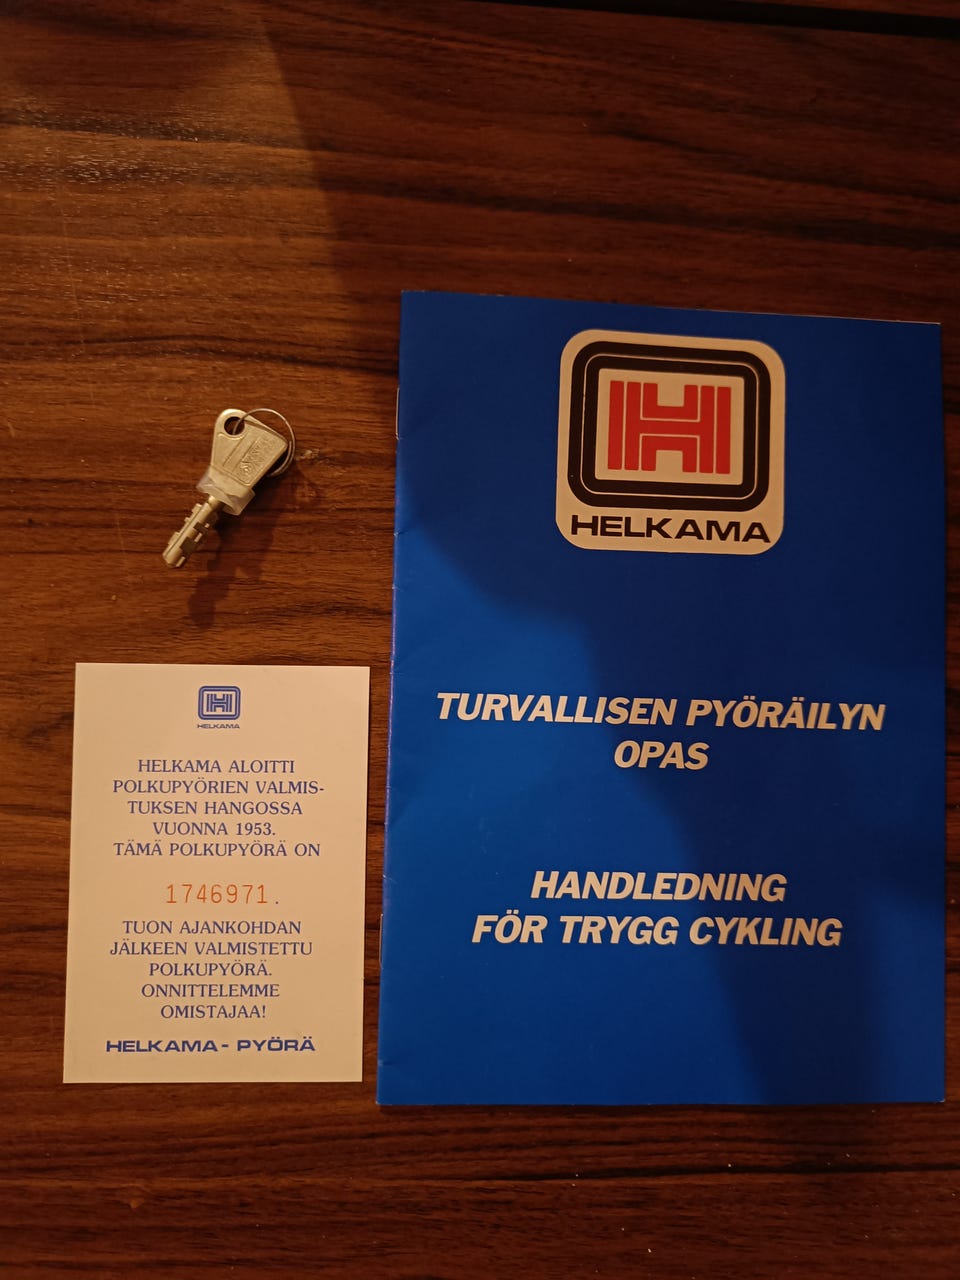 HELKAMA
HELKAMA ALOITTI
POLKUPYÖRIEN VALMIS-
TUKSEN HANGOSSA
VUONNA 1953.
TÄMÄ POLKUPYÖRÄ ON
1746971.
TUON AJANKOHDAN
JÄLKEEN VALMISTETTU
POLKUPYÖRÄ.
ONNITTELEMME
OMISTAJAA!
HELKAMA - PYÖRÄ
HELKAMA
TURVALLISEN PYÖRÄILYN
OPAS
HANDLEDNING
FÖR TRYGG CYKLING